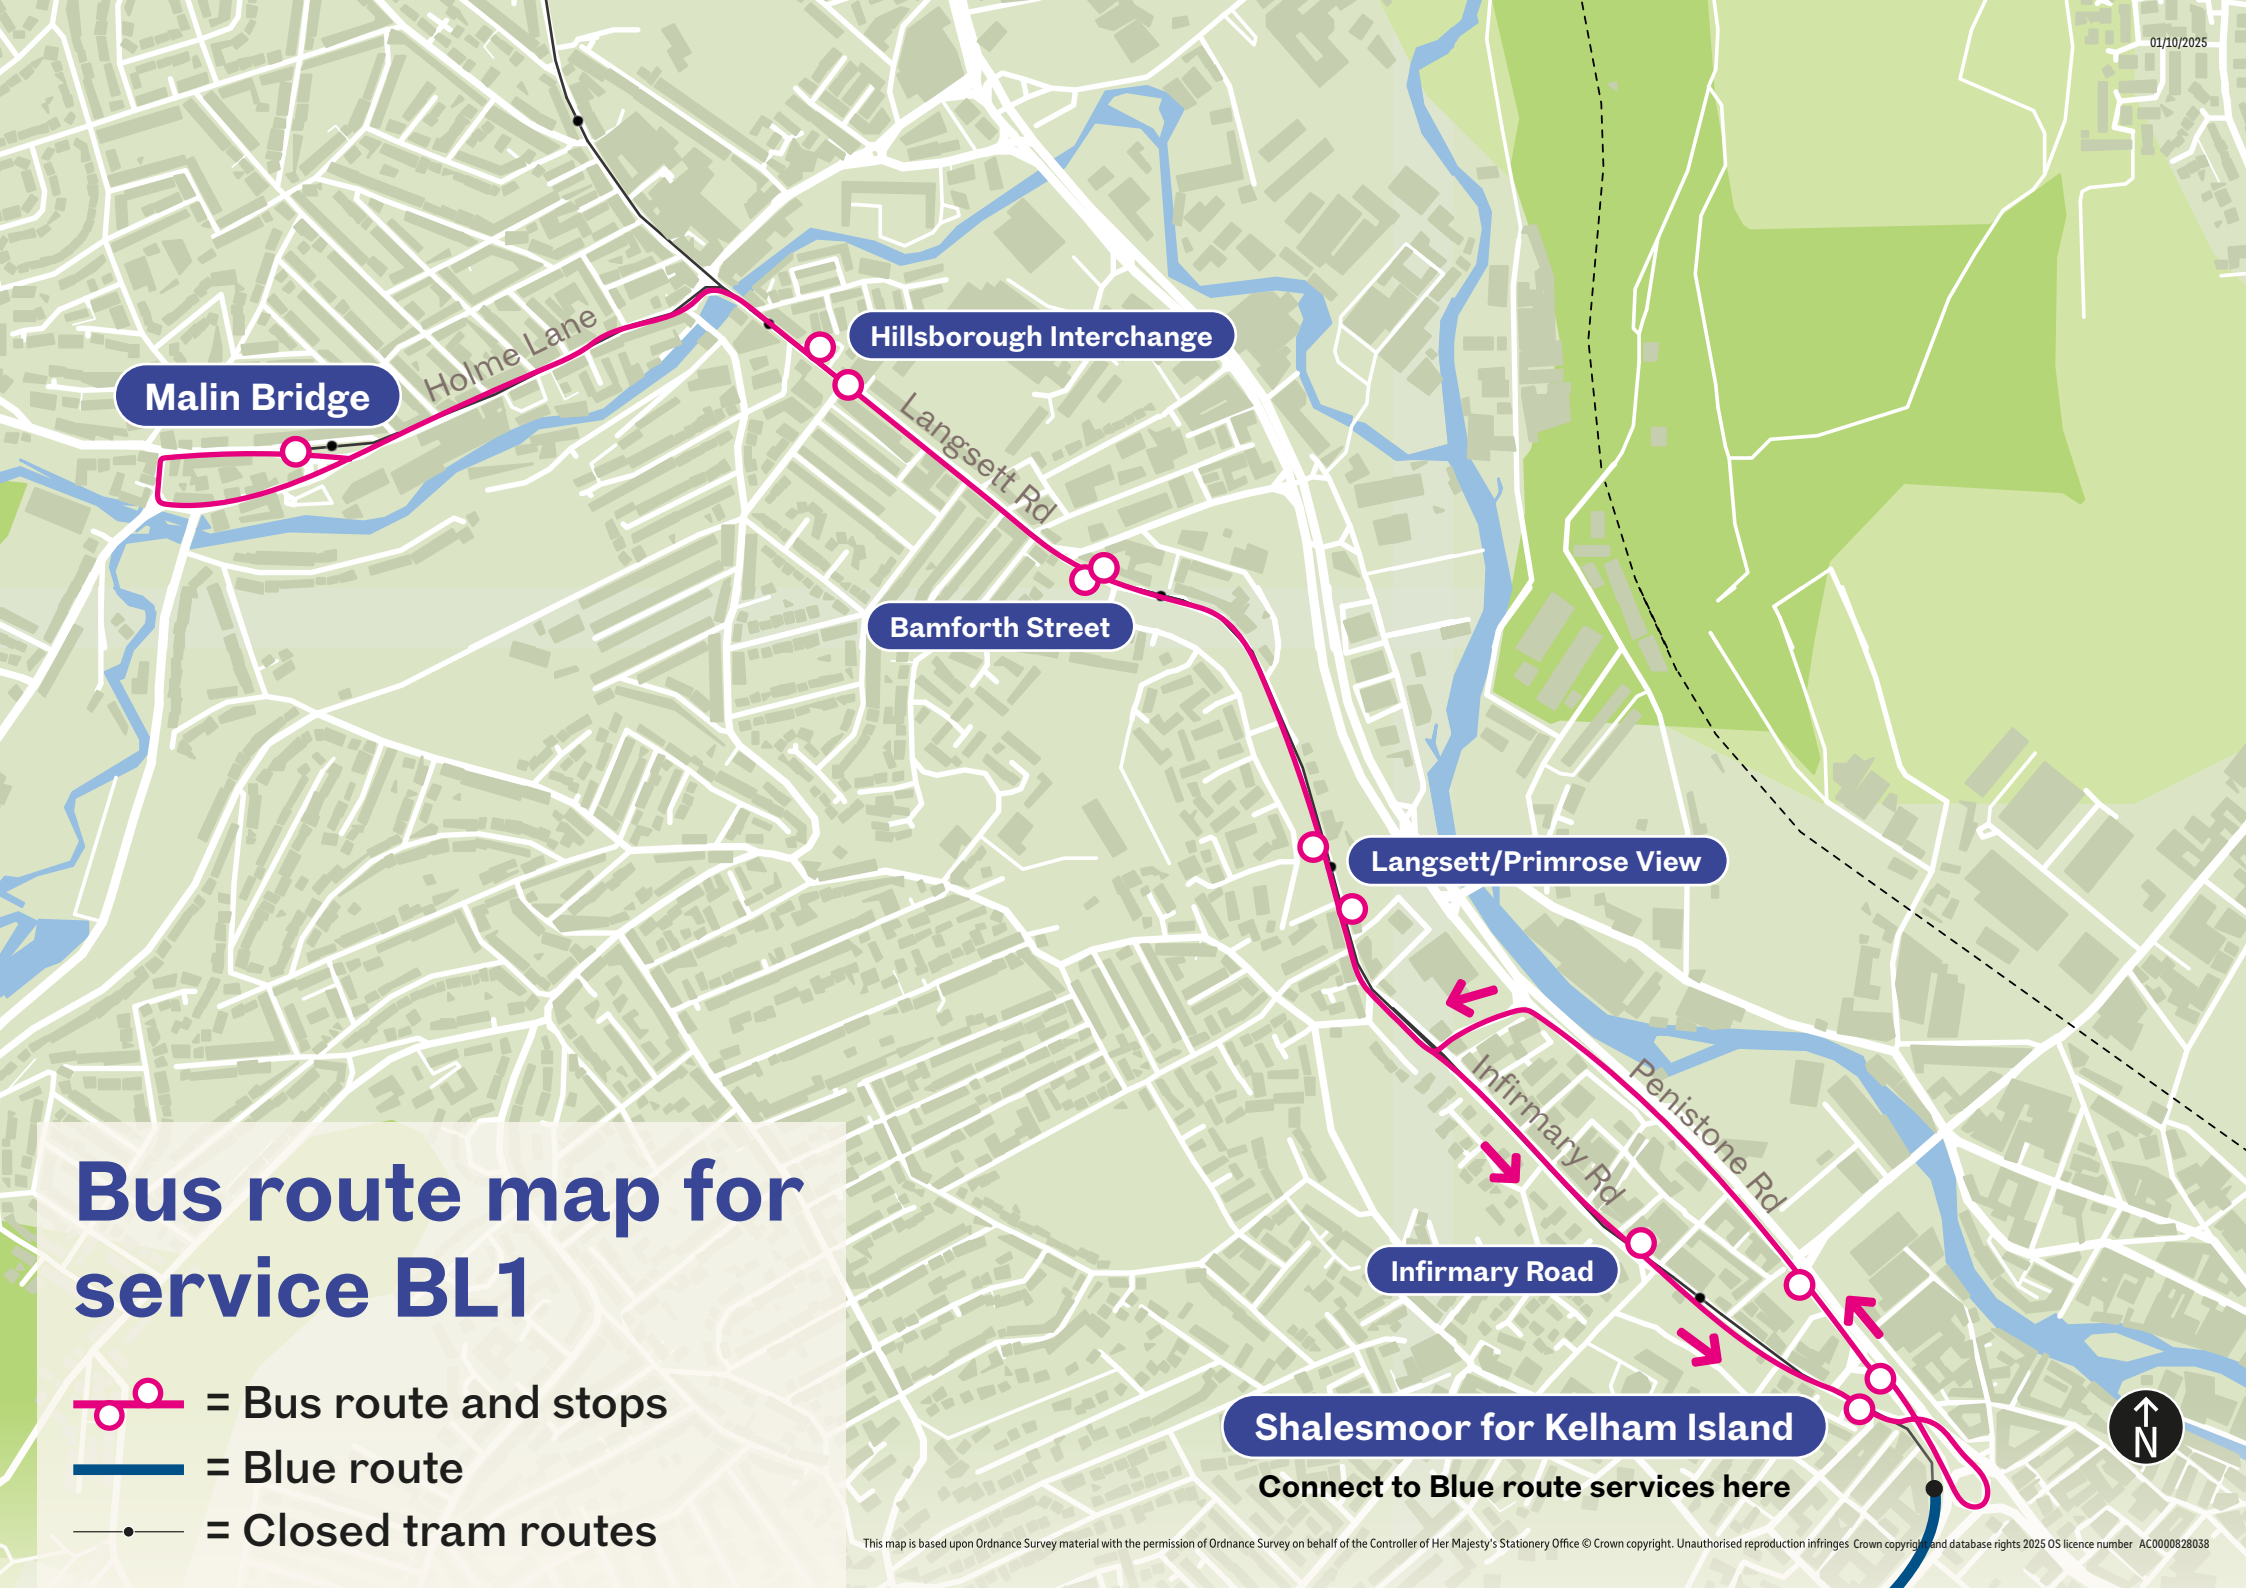 01/10/2025
Hillsborough Interchange
Holme Lane
Malin Bridge
Langsett Rd
Bamforth Street
Langsett/Primrose View
Infirmary Rd
Penistone Rd
Infirmary Road
Shalesmoor for Kelham Island
Connect to Blue route services here
N
Bus route map for
service BL1
= Bus route and stops
= Blue route
= Closed tram routes
This map is based upon Ordnance Survey material with the permission of Ordnance Survey on behalf of the Controller of Her Majesty's Stationery Office © Crown copyright. Unauthorised reproduction infringes Crown copyright and database rights 2025 OS licence number AC0000828038